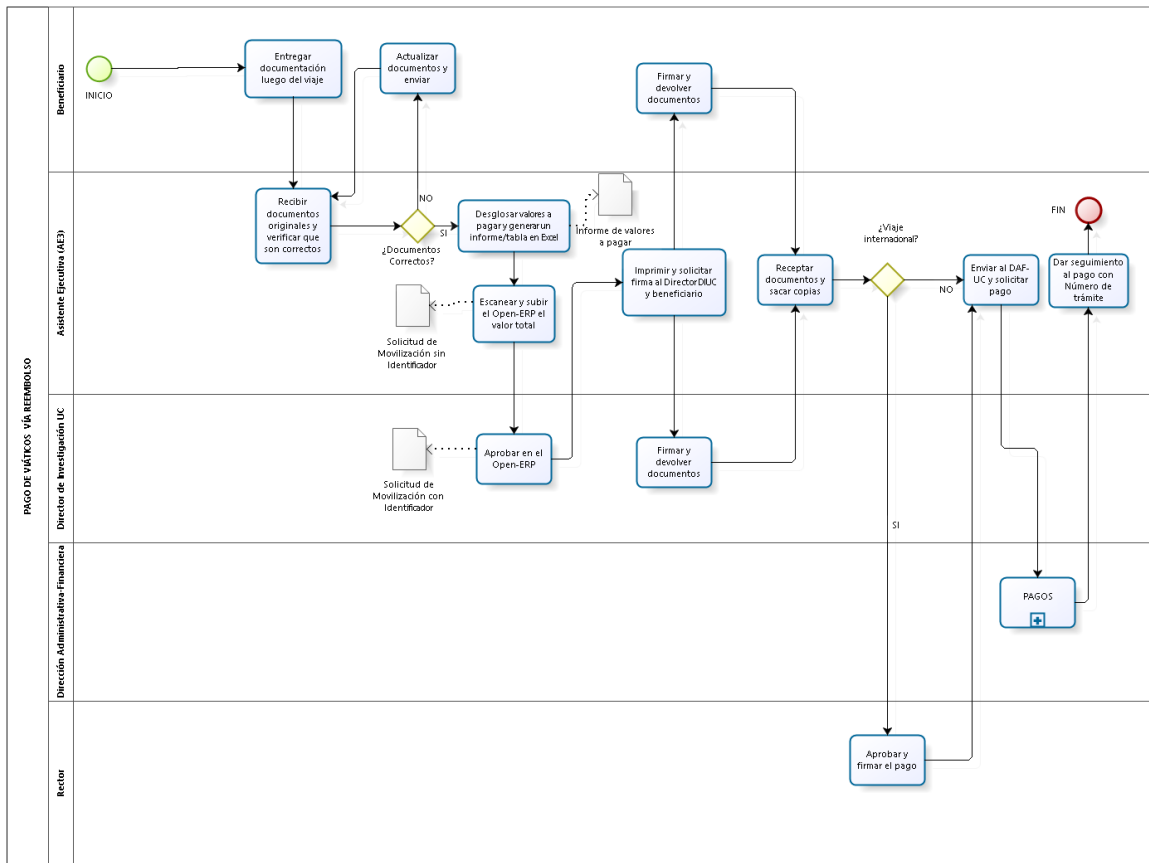 PAGO DE VIÁTICOS VÍA REEMBOLSO
Beneficiario
INICIO
Entregar
documentación
luego del viaje
Actualizar
documentos y
enviar
Firmar y
devolver
documentos
Asistente Ejecutiva (AE3)
Recibir
documentos
originales y
verificar que
son correctos
NO
¿Documentos
Correctos?
SI
Desglosar valores a
pagar y generar un
informe/tabla en Excel
Informe de valores
a pagar
Escanear y subir
el Open-ERP el
valor total
Solicitud de
Movilización sin
Identificador
Imprimir y solicitar
firma al Director DIUC
y beneficiario
Receptar
documentos y
sacar copias
¿Viaje
internacional?
NO
SI
Enviar al DAF-
UC y solicitar
pago
FIN
Dar seguimiento
al pago con
Número de
trámite
Director de Investigación UC
Solicitud de
Movilización con
Identificador
Aprobar en el
Open-ERP
Firmar y
devolver
documentos
Dirección Administrativa-Financiera
PAGOS
Rector
Aprobar y
firmar el pago